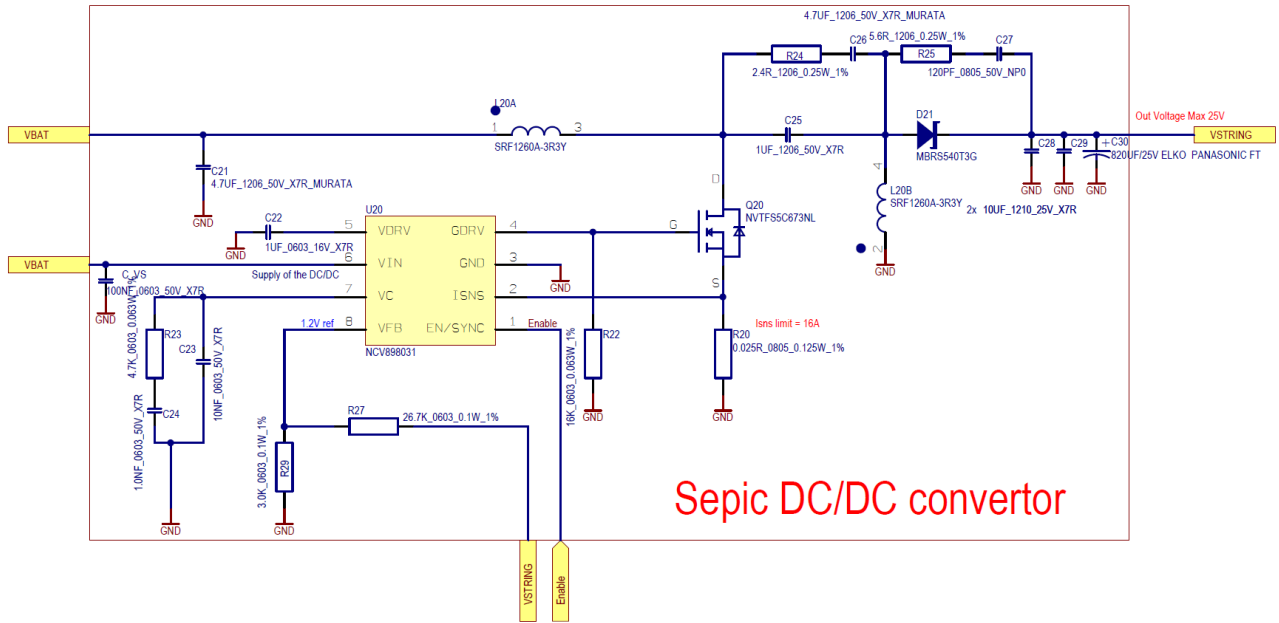 4.7UF_1206_50V_X7R_MURATA
C26
5.6R_1206_0.25W_1%
C27
R24
R25
2.4R_1206_0.25W_1%
120PF_0805_50V_NP0
L20A
VBAT
1
3
SRF1260A-3R3Y
C25
1UF_1206_50V_X7R
D21
MBRS540T3G
Out Voltage Max 25V
VSTRING
C28
C29
C30
+
820UF/25V ELKO PANASONIC FT
GND
GND
GND
C21
4.7UF_1206_50V_X7R_MURATA
GND
4
L20B
SRF1260A-3R3Y
2x 10UF_1210_25V_X7R
2
GND
D
Q20
NVTFS5C673NL
G
S
U20
C22
1UF_0603_16V_X7R
GND
5
VDRV
GDRV
4
VBAT
Supply of the DC/DC
6
VIN
GND
3
GND
C_VS
100NF_0603_50V_X7R
GND
7
VC
ISNS
2
1.2V ref
8
VFB
EN/SYNC
1
Enable
NCV898031
R23
4.7K_0603_0.063W_1%
C23
10NF_0603_50V_X7R
C24
1.0NF_0603_50V_X7R
GND
R22
16K_0603_0.063W_1%
GND
Isns limit = 16A
R20
0.025R_0805_0.125W_1%
GND
R27
26.7K_0603_0.1W_1%
R29
3.0K_0603_0.1W_1%
GND
Sepic DC/DC convertor
VSTRING
Enable